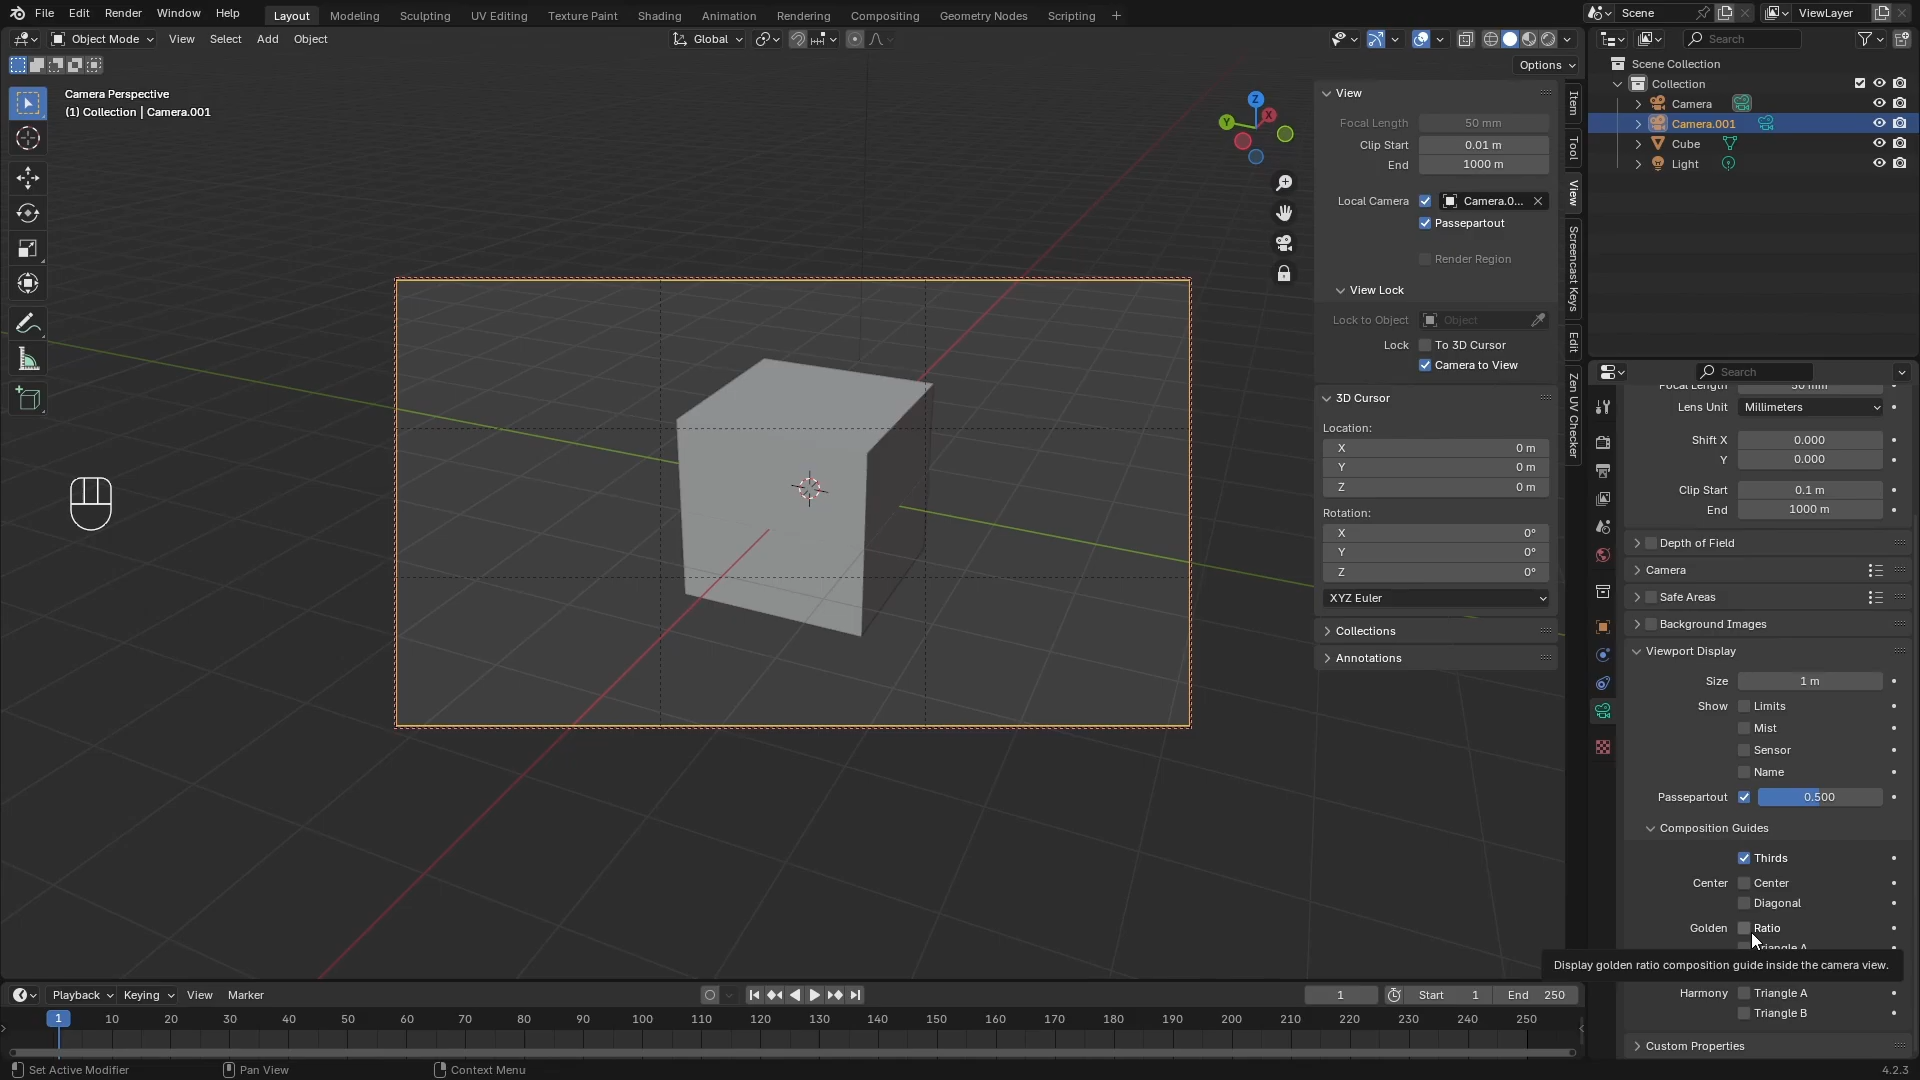 File Edit Render Window Help Layout Modeling Sculpting UV Editing Texture Paint Shading Animation Rendering Compositing Geometry Nodes Scripting + Scene ViewLayer
Object Mode View Select Add Object Global Search
Options
Camera Perspective
(1) Collection | Camera.001
Z
Y
X
View
Focal Length 50 mm
Clip Start 0.01 m
End 1000 m
Local Camera Camera.0...
Passepartout
Render Region
View Lock
Lock to Object Object
Lock To 3D Cursor
Camera to View
3D Cursor
Location:
X 0 m
Y 0 m
Z 0 m
Rotation:
X 0°
Y 0°
Z 0°
XYZ Euler
Collections
Annotations
Item
Tool
View
Screencast Keys
Edit
Zen UV Checker
Scene Collection
Collection
Camera
Camera.001
Cube
Light
Search
Focal Length 50 mm
Lens Unit Millimeters
Shift X 0.000
Y 0.000
Clip Start 0.1 m
End 1000 m
Depth of Field
Camera
Safe Areas
Background Images
Viewport Display
Size 1 m
Show Limits
Mist
Sensor
Name
Passepartout 0.500
Composition Guides
Thirds
Center Center
Diagonal
Golden Ratio
Triangle A
Display golden ratio composition guide inside the camera view.
Harmony Triangle A
Triangle B
Custom Properties
Playback Keying View Marker 1 Start 1 End 250
1 10 20 30 40 50 60 70 80 90 100 110 120 130 140 150 160 170 180 190 200 210 220 230 240 250
Set Active Modifier Pan View Context Menu 4.2.3